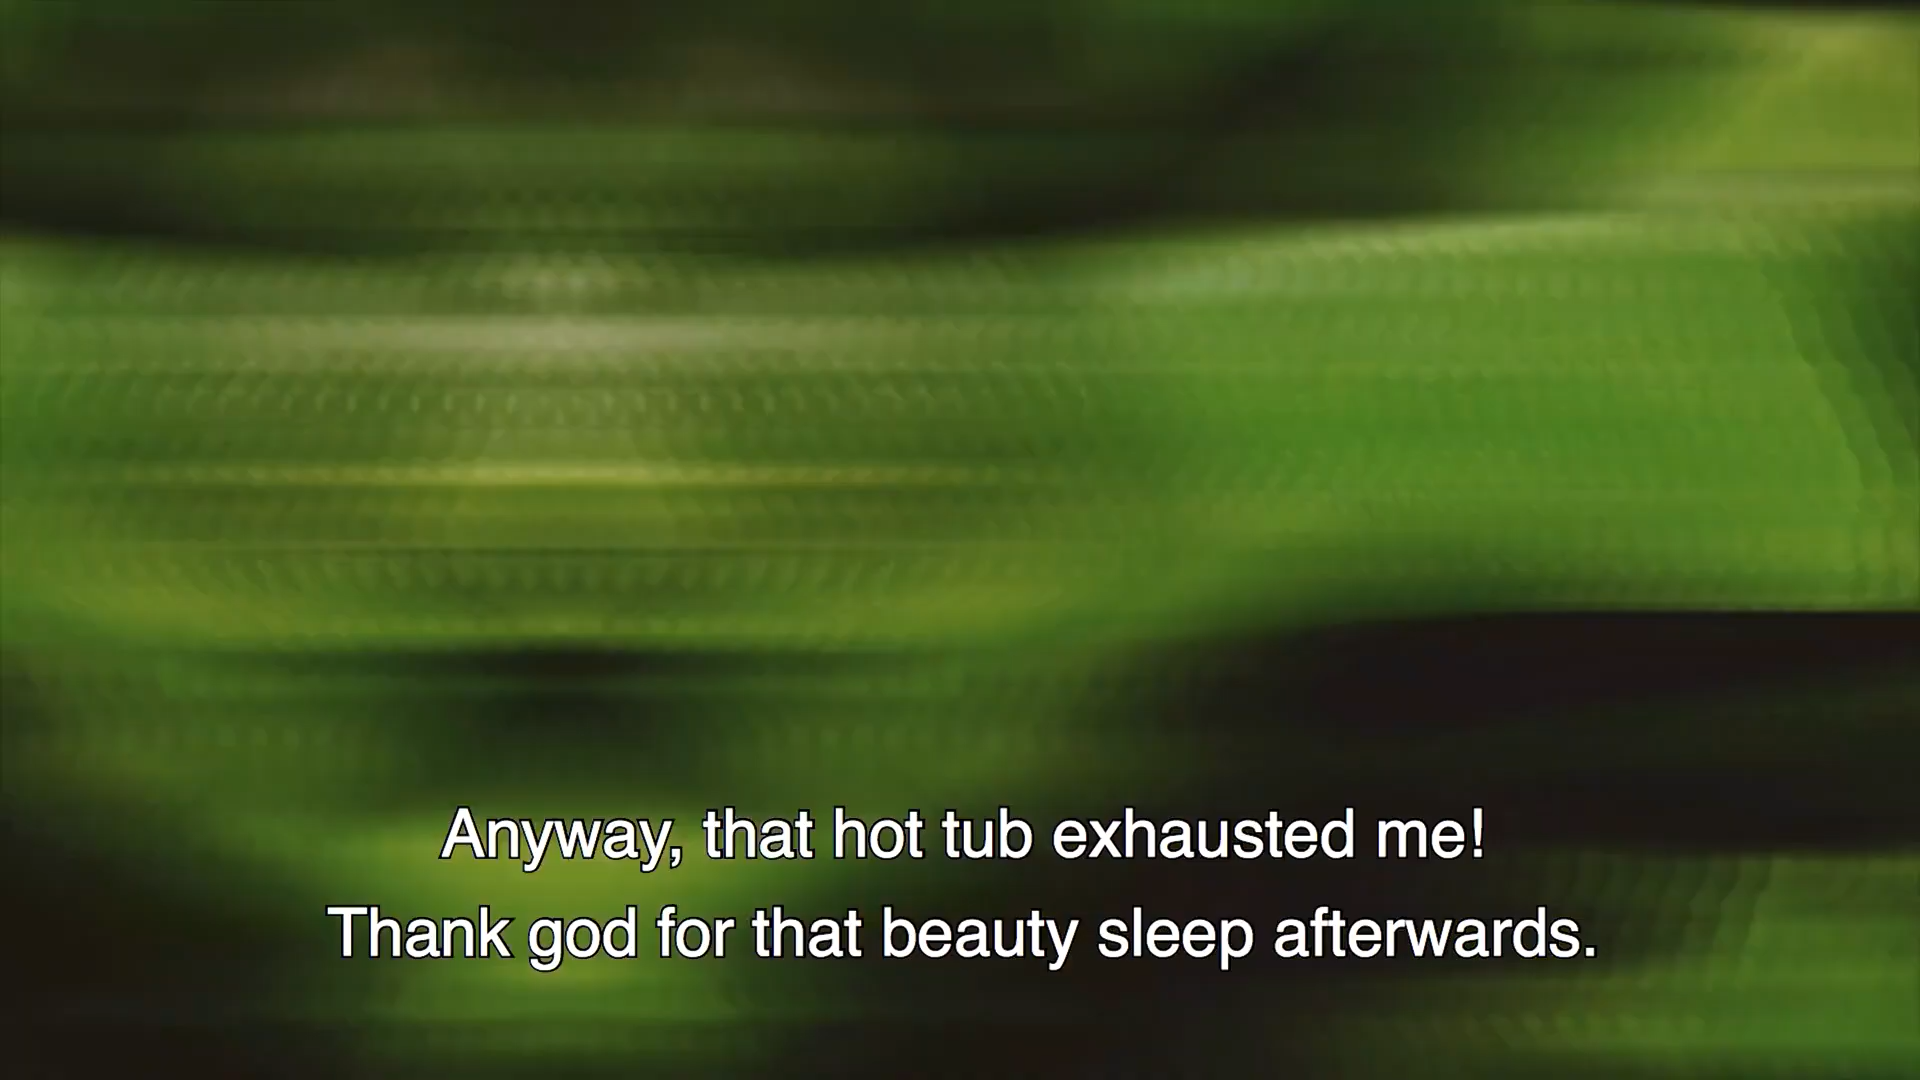 Anyway, that hot tub exhausted me!
Thank god for that beauty sleep afterwards.